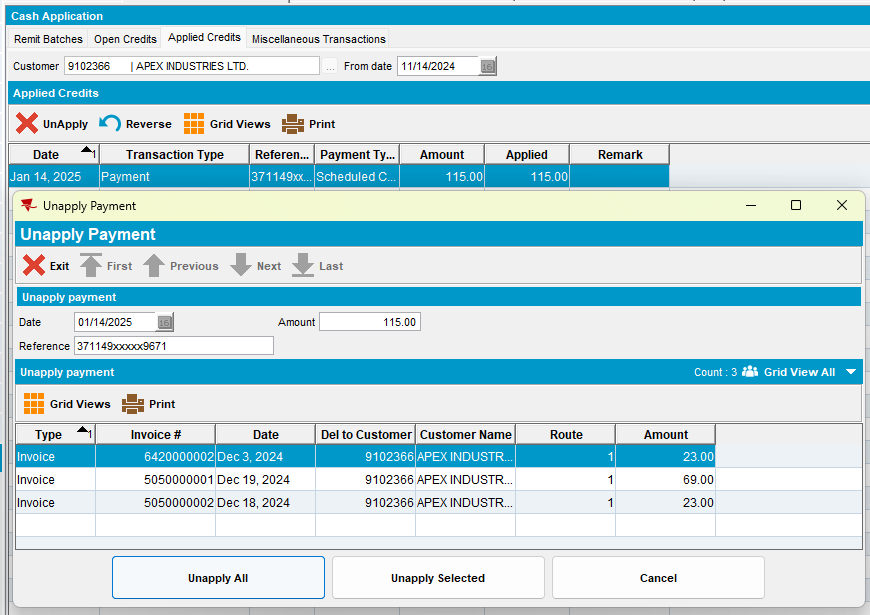 Cash Application
Remit Batches Open Credits Applied Credits Miscellaneous Transactions
Customer 9102366 | APEX INDUSTRIES LTD. ... From date 11/14/2024 16
Applied Credits
UnApply Reverse Grid Views Print
Date 1 Transaction Type Referen... Payment Ty... Amount Applied Remark
Jan 14, 2025 Payment 371149xx... Scheduled C... 115.00 115.00
Unapply Payment
Unapply Payment
Exit First Previous Next Last
Unapply payment
Date 01/14/2025 16 Amount 115.00
Reference 371149xxxxx9671
Unapply payment Count : 3 Grid View All
Grid Views Print
Type 1 Invoice # Date Del to Customer Customer Name Route Amount
Invoice 6420000002 Dec 3, 2024 9102366 APEX INDUSTR... 1 23.00
Invoice 5050000001 Dec 19, 2024 9102366 APEX INDUSTR... 1 69.00
Invoice 5050000002 Dec 18, 2024 9102366 APEX INDUSTR... 1 23.00
Unapply All Unapply Selected Cancel